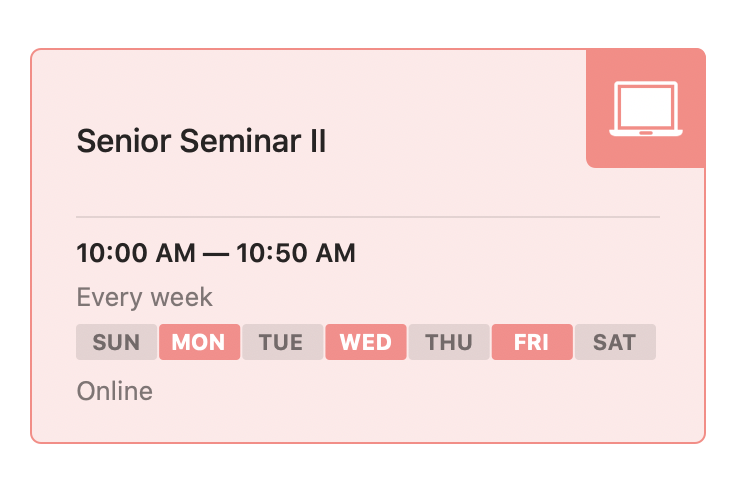 Senior Seminar II
10:00 AM — 10:50 AM
Every week
SUN MON TUE WED THU FRI SAT
Online